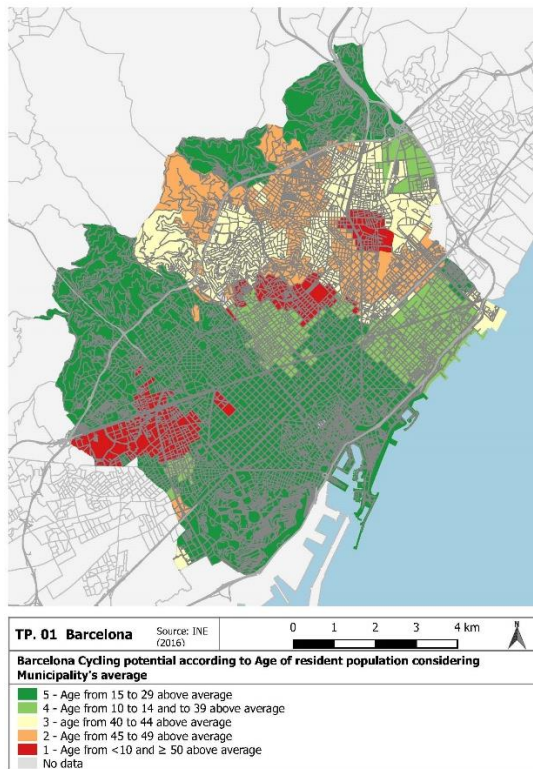 TP. 01 Barcelona
Source: INE
(2016)
0 1 2 3 4 km
N
Barcelona Cycling potential according to Age of resident population considering
Municipality's average
5 - Age from 15 to 29 above average
4 - Age from 10 to 14 and to 39 above average
3 - age from 40 to 44 above average
2 - Age from 45 to 49 above average
1 - Age from <10 and ≥ 50 above average
No data